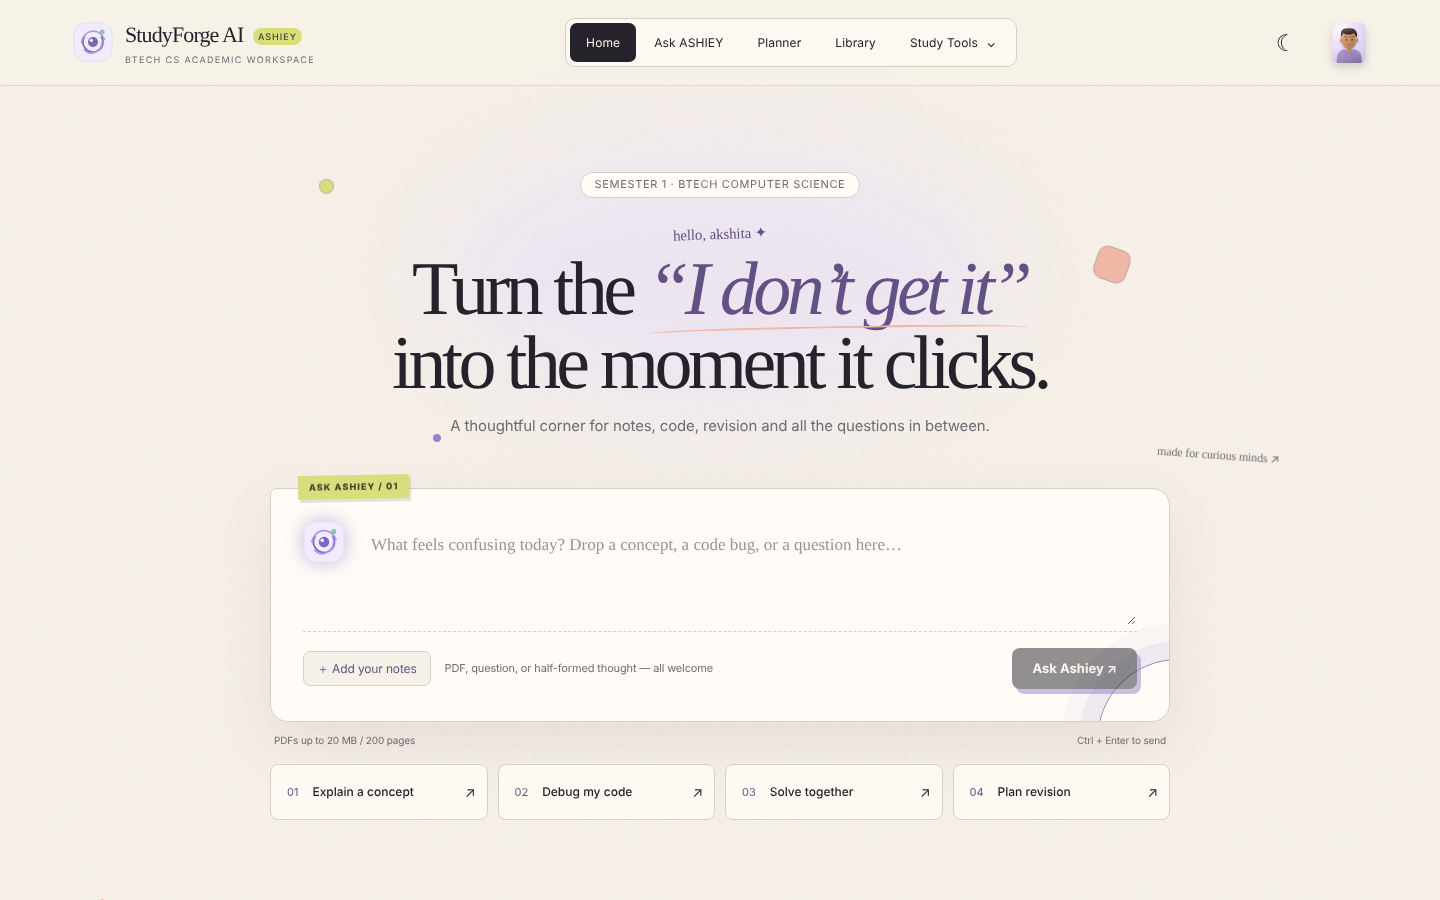 StudyForge AI ASHIEY
BTECH CS ACADEMIC WORKSPACE
Home Ask ASHIEY Planner Library Study Tools
SEMESTER 1 · BTECH COMPUTER SCIENCE
hello, akshita ✦
Turn the “I don’t get it”
into the moment it clicks.
A thoughtful corner for notes, code, revision and all the questions in between.
made for curious minds ↗
ASK ASHIEY / 01
What feels confusing today? Drop a concept, a code bug, or a question here…
+ Add your notes PDF, question, or half-formed thought — all welcome Ask Ashiey ↗
PDFs up to 20 MB / 200 pages Ctrl + Enter to send
01 Explain a concept ↗ 02 Debug my code ↗ 03 Solve together ↗ 04 Plan revision ↗